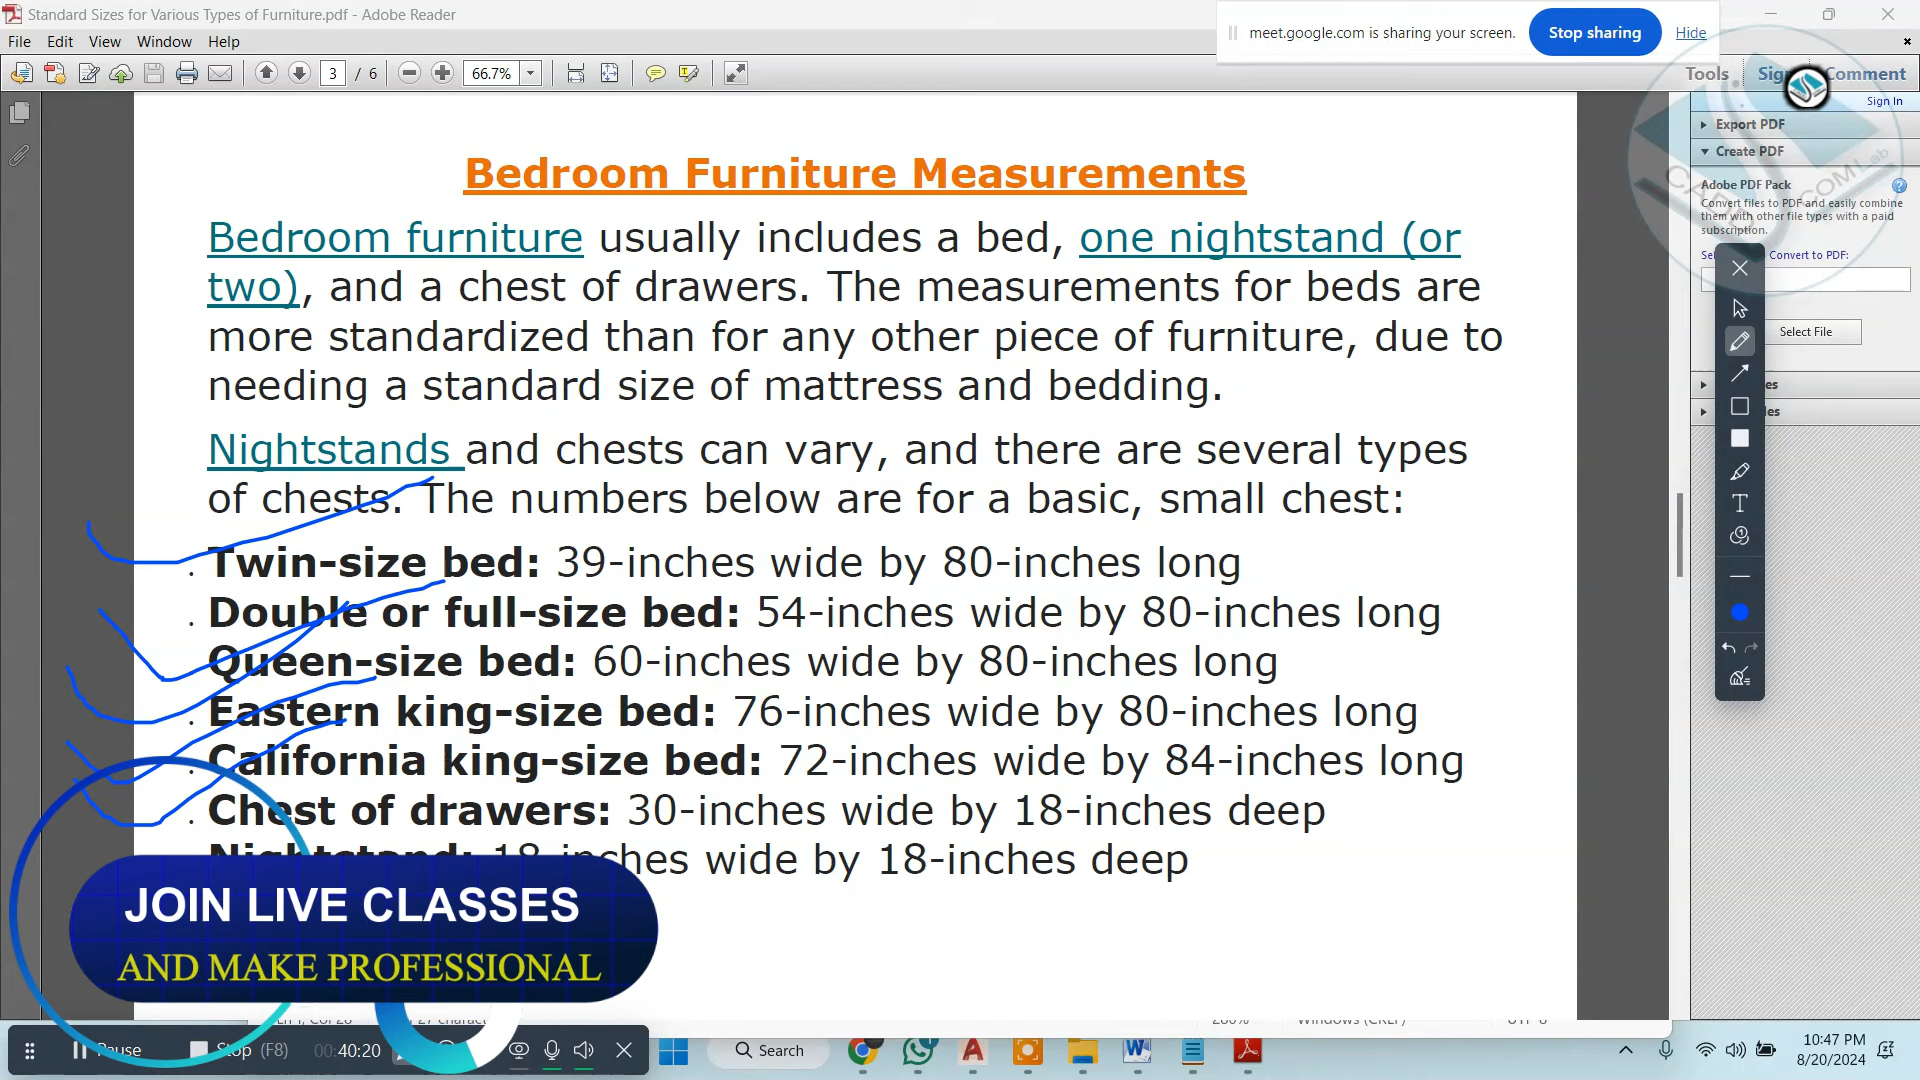 Standard Sizes for Various Types of Furniture.pdf - Adobe Reader
meet.google.com is sharing your screen.
Stop sharing
Hide
File Edit View Window Help
3 / 6
66.7%
Tools
Sign
Comment
Sign In
Export PDF
Create PDF
Adobe PDF Pack
Convert files to PDF and easily combine
them with other file types with a paid
subscription.
Convert to PDF:
Select File
Bedroom Furniture Measurements
Bedroom furniture usually includes a bed, one nightstand (or
two), and a chest of drawers. The measurements for beds are
more standardized than for any other piece of furniture, due to
needing a standard size of mattress and bedding.
Nightstands and chests can vary, and there are several types
of chests. The numbers below are for a basic, small chest:
. Twin-size bed: 39-inches wide by 80-inches long
. Double or full-size bed: 54-inches wide by 80-inches long
Queen-size bed: 60-inches wide by 80-inches long
. Eastern king-size bed: 76-inches wide by 80-inches long
. California king-size bed: 72-inches wide by 84-inches long
. Chest of drawers: 30-inches wide by 18-inches deep
Nightstand: 18-inches wide by 18-inches deep
JOIN LIVE CLASSES
AND MAKE PROFESSIONAL
Pause
Stop (F8)
00:40:20
Search
10:47 PM
8/20/2024